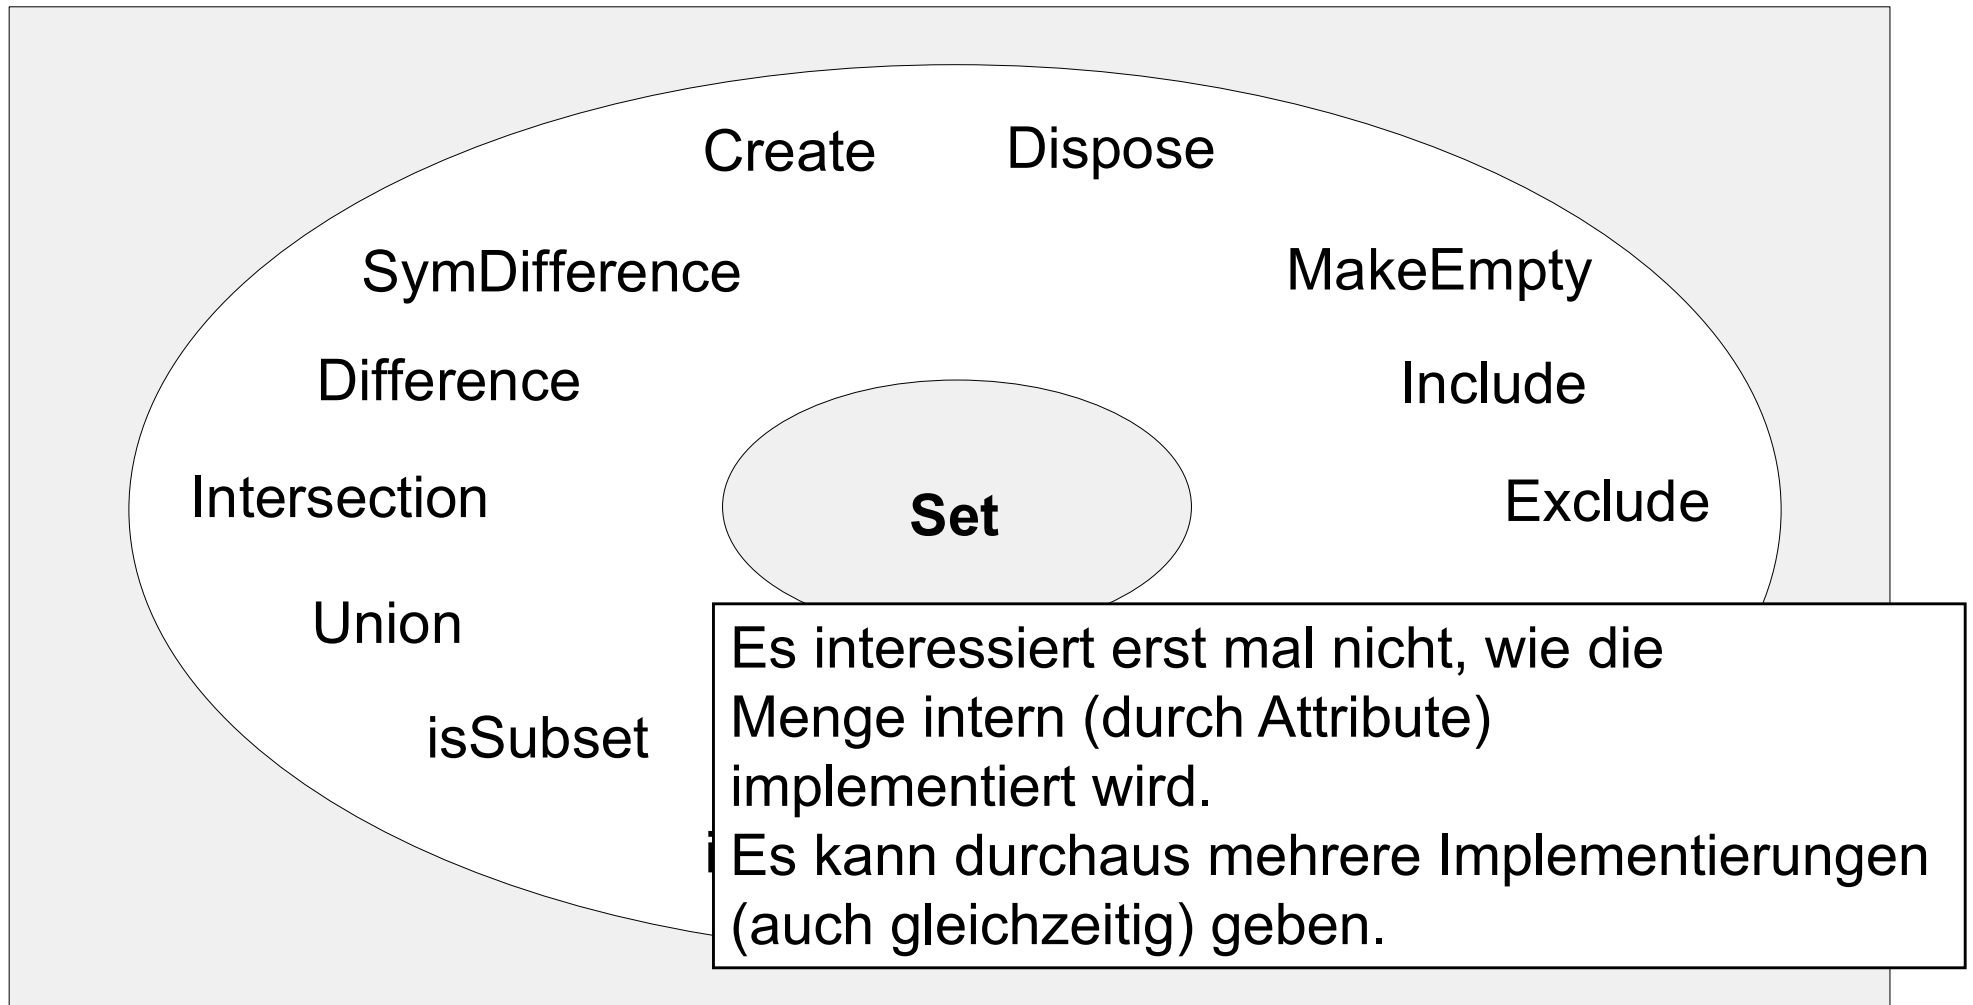 Create
Dispose
SymDifference
MakeEmpty
Difference
Include
Intersection
Set
Exclude
Union
isSubset
Es interessiert erst mal nicht, wie die
Menge intern (durch Attribute)
implementiert wird.
Es kann durchaus mehrere Implementierungen
(auch gleichzeitig) geben.